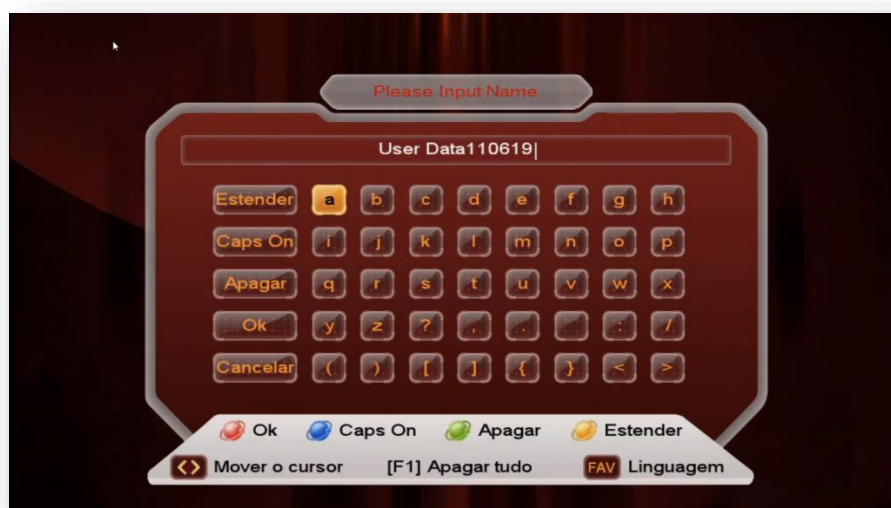 Please Input Name
User Data110619
Estender a b c d e f g h
Caps On i j k l m n o p
Apagar q r s t u v w x
Ok y z ? , . : /
Cancelar ( ) [ ] { } < >
Ok Caps On Apagar Estender
<> Mover o cursor [F1] Apagar tudo FAV Linguagem